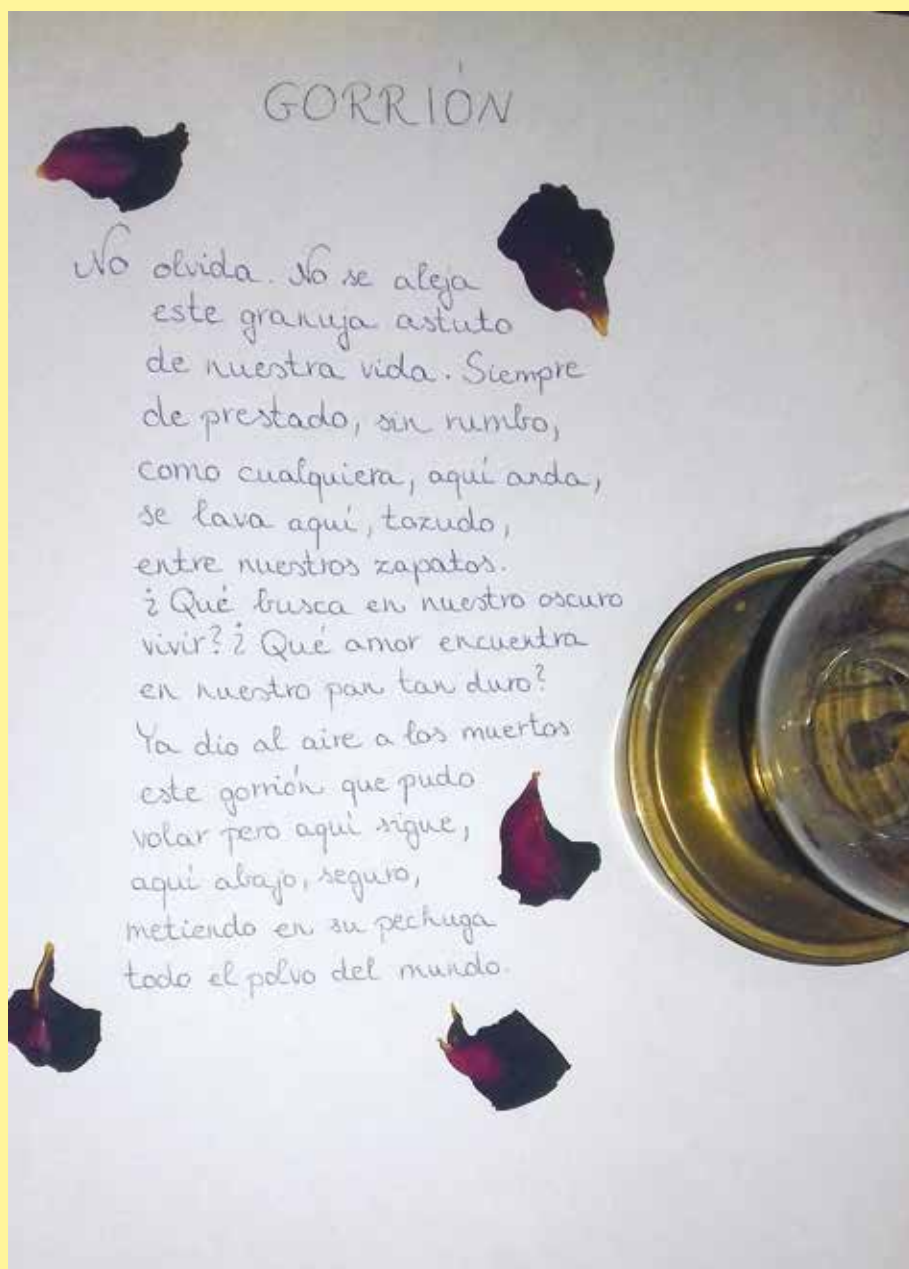 GORRIÓN
No olvida. No se aleja
este granuja astuto
de nuestra vida. Siempre
de prestado, sin rumbo,
como cualquiera, aquí anda,
se lava aquí, tozudo,
entre nuestros zapatos.
¿Qué busca en nuestro oscuro
vivir? ¿Qué amor encuentra
en nuestro pan tan duro?
Ya dio al aire a los muertos
este gorrión que pudo
volar pero aquí sigue,
aquí abajo, seguro,
metiendo en su pechuga
todo el polvo del mundo.